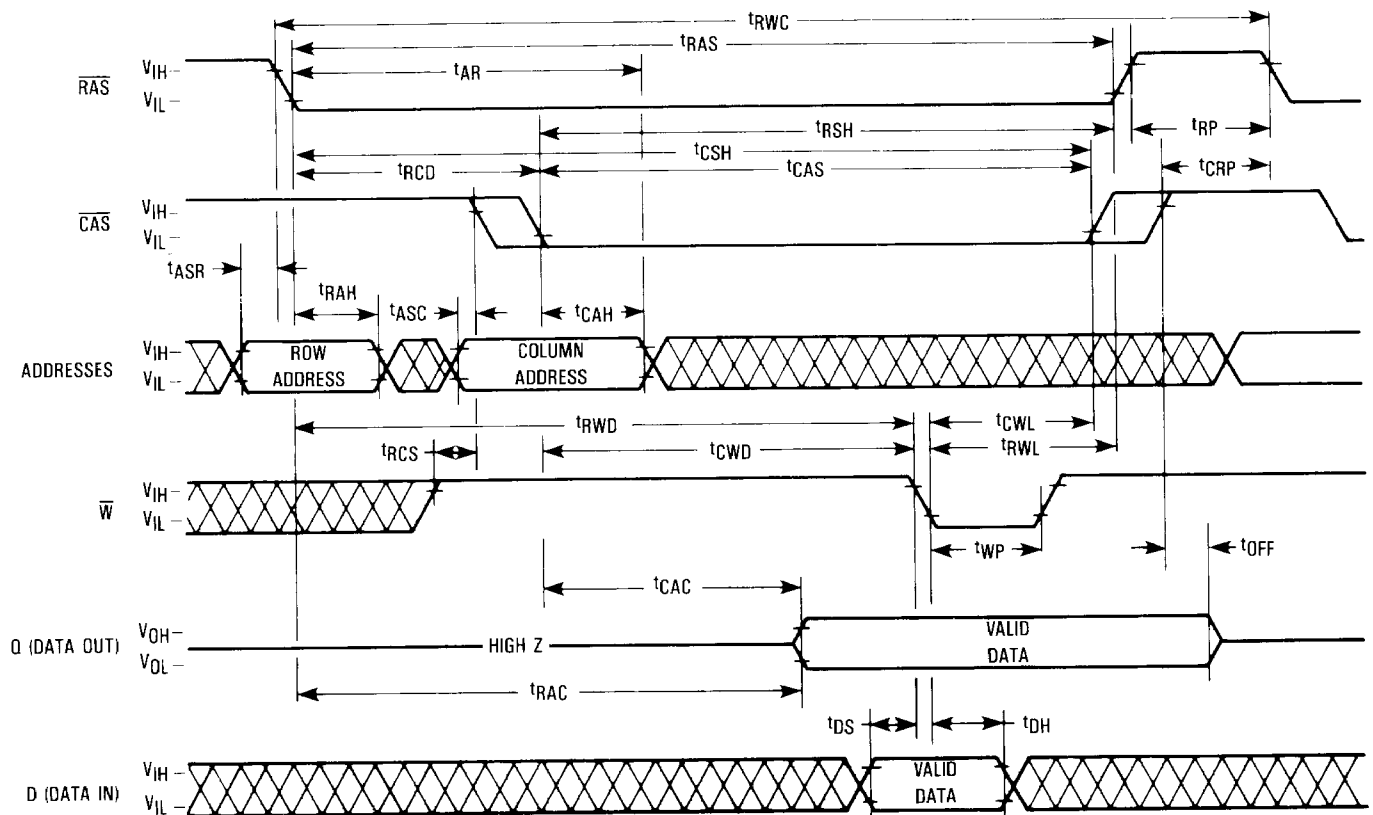 tRWC
tRAS
tAR
RAS
VIH
VIL
tRSH
tRP
tCSH
tRCD
tCAS
tCRP
CAS
VIH
VIL
tASR
tRAH
tASC
tCAH
ADDRESSES
VIH
VIL
ROW
ADDRESS
COLUMN
ADDRESS
tRWD
tCWL
tRCS
tCWD
tRWL
W
VIH
VIL
tWP
tOFF
tCAC
Q (DATA OUT)
VOH
VOL
HIGH Z
VALID
DATA
tRAC
tDS
tDH
D (DATA IN)
VIH
VIL
VALID
DATA